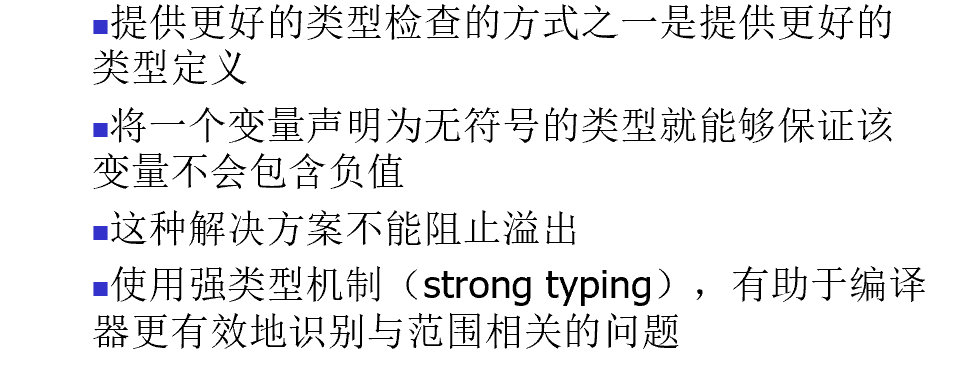 ■提供更好的类型检查的方式之一是提供更好的
类型定义
■将一个变量声明为无符号的类型就能够保证该
变量不会包含负值
■这种解决方案不能阻止溢出
■使用强类型机制（strong typing），有助于编译
器更有效地识别与范围相关的问题